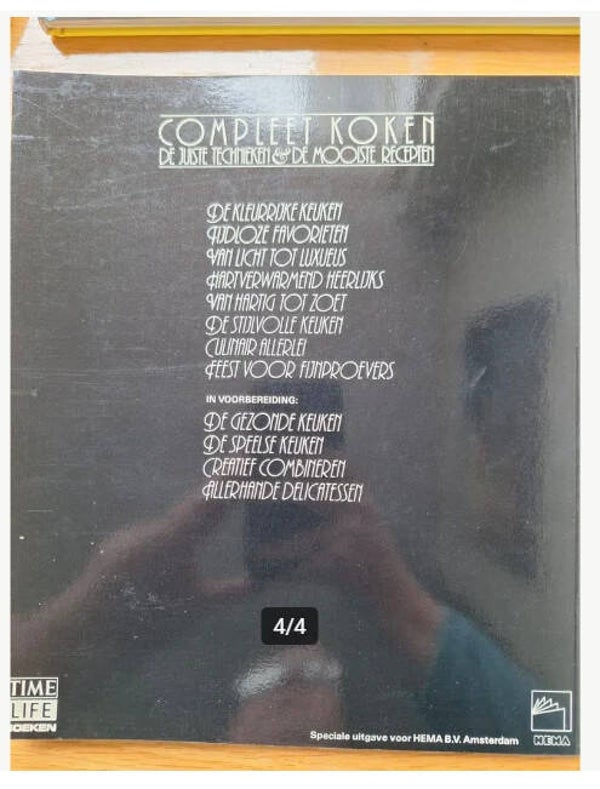 COMPLEET KOKEN
DE JUISTE TECHNIEKEN & DE MOOISTE RECEPTEN
DE KLEURRIJKE KEUKEN
TIJDLOZE FAVORIETEN
VAN LICHT TOT LUXUEUS
HARTVERWARMEND HEERLIJKS
VAN HARTIG TOT ZOET
DE STIJLVOLLE KEUKEN
CULINAIR ALLERLEI
FEEST VOOR FIJNPROEVERS
IN VOORBEREIDING:
DE GEZONDE KEUKEN
DE SPEELSE KEUKEN
CREATIEF COMBINEREN
ALLERHANDE DELICATESSEN
4/4
TIME
LIFE
OEKEN
Speciale uitgave voor HEMA B.V. Amsterdam
HEMA